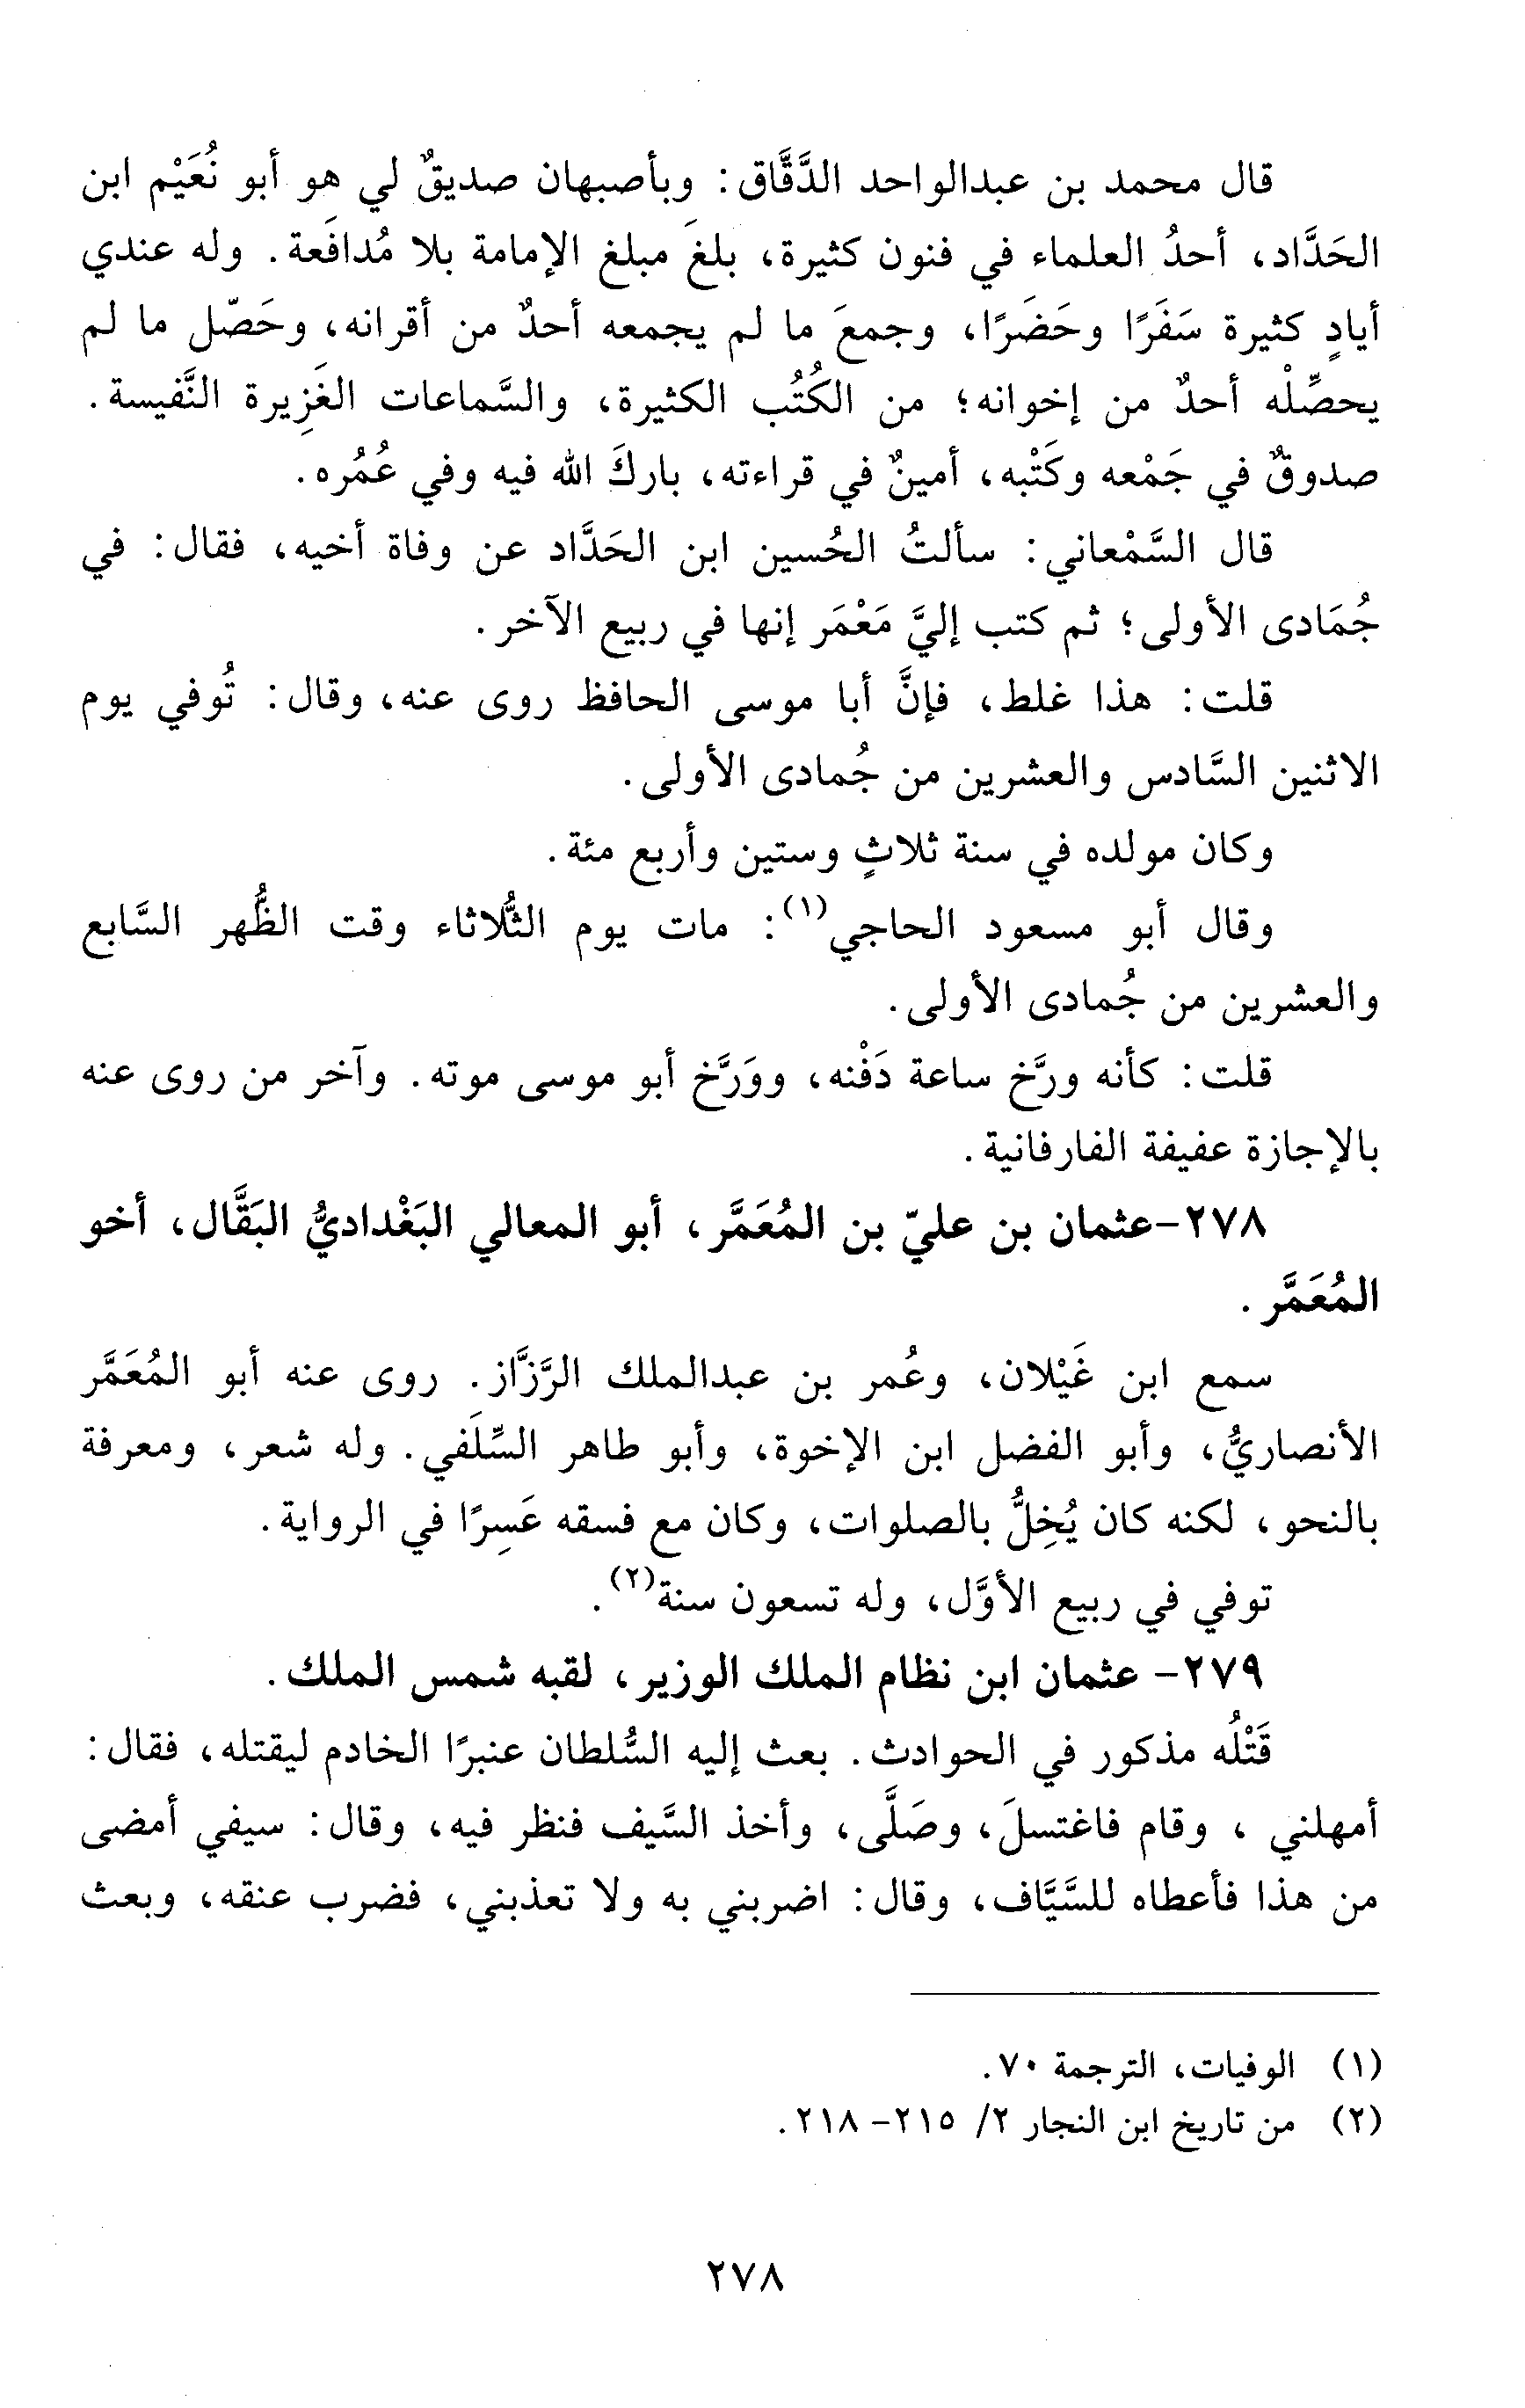 قال محمد بن عبدالواحد الدَّقَّاق: وبأصبهان صديقٌ لي هو أبو نُعَيْم ابن
الحَدَّاد، أحدُ العلماء في فنون كثيرة، بلغَ مبلغ الإمامة بلا مُدافَعة. وله عندي
أيادٍ كثيرة سَفَرًا وحَضَرًا، وجمعَ ما لم يجمعه أحدٌ من أقرانه، وحَصّل ما لم
يحصِّلْه أحدٌ من إخوانه؛ من الكُتُب الكثيرة، والسَّماعات الغَزِيرة النَّفيسة.
صدوقٌ في جَمْعه وكَتْبه، أمينٌ في قراءته، باركَ الله فيه وفي عُمُره.
قال السَّمْعاني: سألتُ الحُسين ابن الحَدَّاد عن وفاة أخيه، فقال: في
جُمَادى الأولى؛ ثم كتب إليَّ مَعْمَر إنها في ربيع الآخر.
قلت: هذا غلط، فإنَّ أبا موسى الحافظ روى عنه، وقال: تُوفي يوم
الاثنين السَّادس والعشرين من جُمادى الأولى.
وكان مولده في سنة ثلاثٍ وستين وأربع مئة.
وقال أبو مسعود الحاجي(١): مات يوم الثُّلاثاء وقت الظُّهر السَّابع
والعشرين من جُمادى الأولى.
قلت: كأنه ورَّخ ساعة دَفْنه، ووَرَّخ أبو موسى موته. وآخر من روى عنه
بالإجازة عفيفة الفارفانية.
٢٧٨-عثمان بن عليّ بن المُعَمَّر، أبو المعالي البَغْداديُّ البَقَّال، أخو
المُعَمَّر.
سمع ابن غَيْلان، وعُمر بن عبدالملك الرَّزَّاز. روى عنه أبو المُعَمَّر
الأنصاريُّ، وأبو الفضل ابن الإخوة، وأبو طاهر السِّلَفي. وله شعر، ومعرفة
بالنحو، لكنه كان يُخِلُّ بالصلوات، وكان مع فسقه عَسِرًا في الرواية.
توفي في ربيع الأوَّل، وله تسعون سنة(٢).
٢٧٩- عثمان ابن نظام الملك الوزير، لقبه شمس الملك.
قَتْلُه مذكور في الحوادث. بعث إليه السُّلطان عنبرًا الخادم ليقتله، فقال:
أمهلني ، وقام فاغتسلَ، وصَلَّى، وأخذ السَّيف فنظر فيه، وقال: سيفي أمضى
من هذا فأعطاه للسَّيَّاف، وقال: اضربني به ولا تعذبني، فضرب عنقه، وبعث
(١) الوفيات، الترجمة ٧٠.
(٢) من تاريخ ابن النجار ٢/ ٢١٥- ٢١٨.
٢٧٨